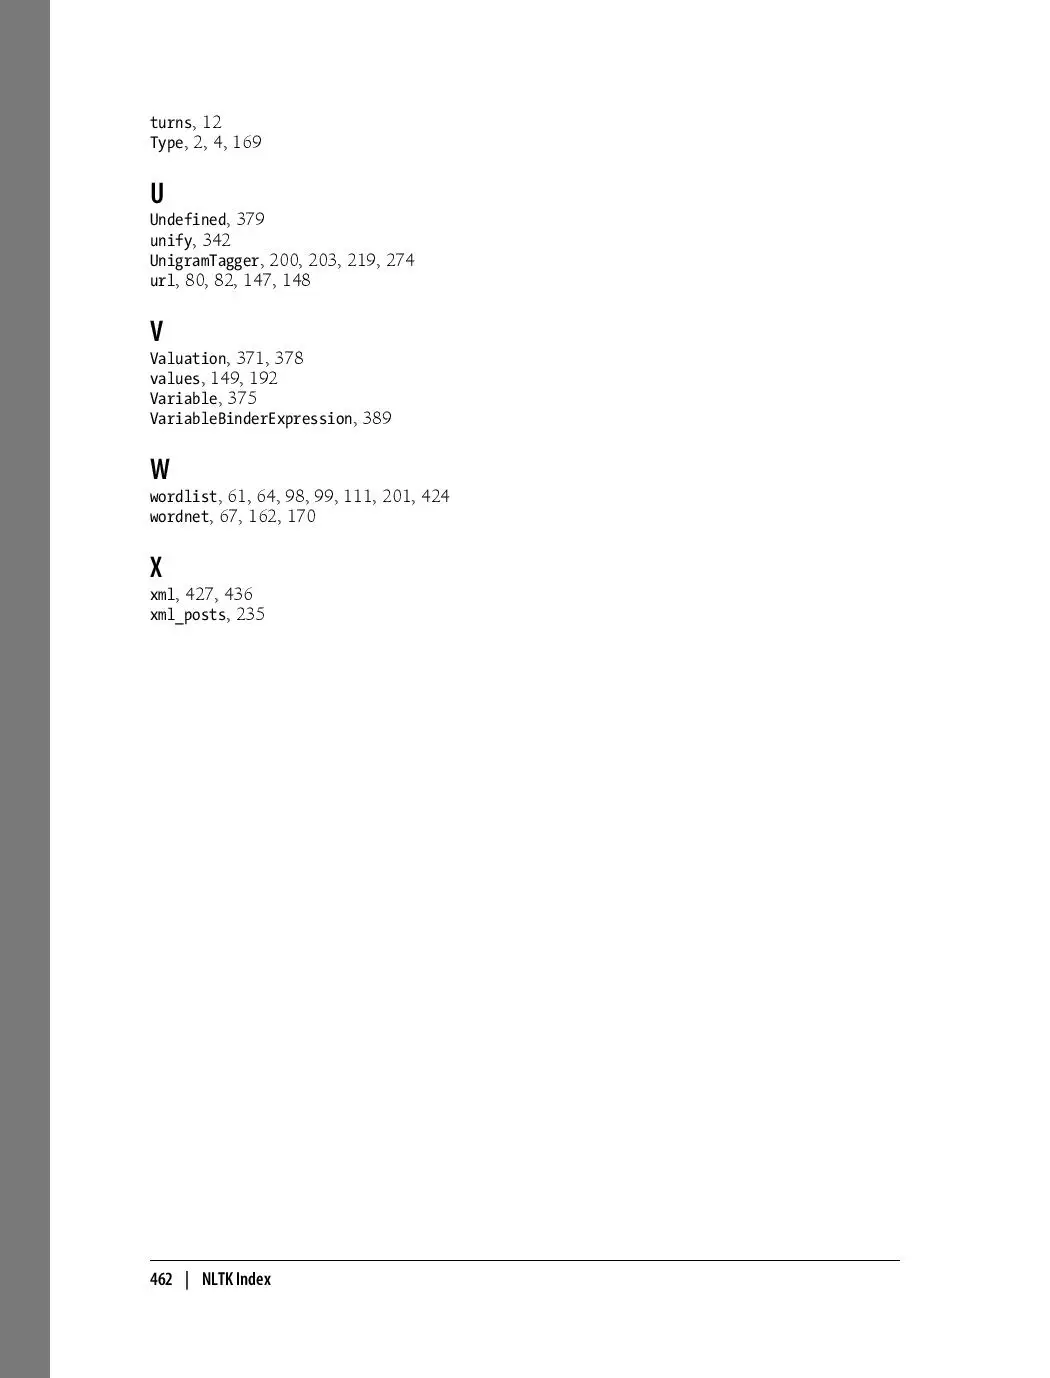 turns, 12
Type, 2, 4, 169
U
Undefined, 379
unify, 342
UnigramTagger, 200, 203, 219, 274
url, 80, 82, 147, 148
V
Valuation, 371, 378
values, 149, 192
Variable, 375
VariableBinderExpression, 389
W
wordlist, 61, 64, 98, 99, 111, 201, 424
wordnet, 67, 162, 170
X
xml, 427, 436
xml_posts, 235
462 | NLTK Index